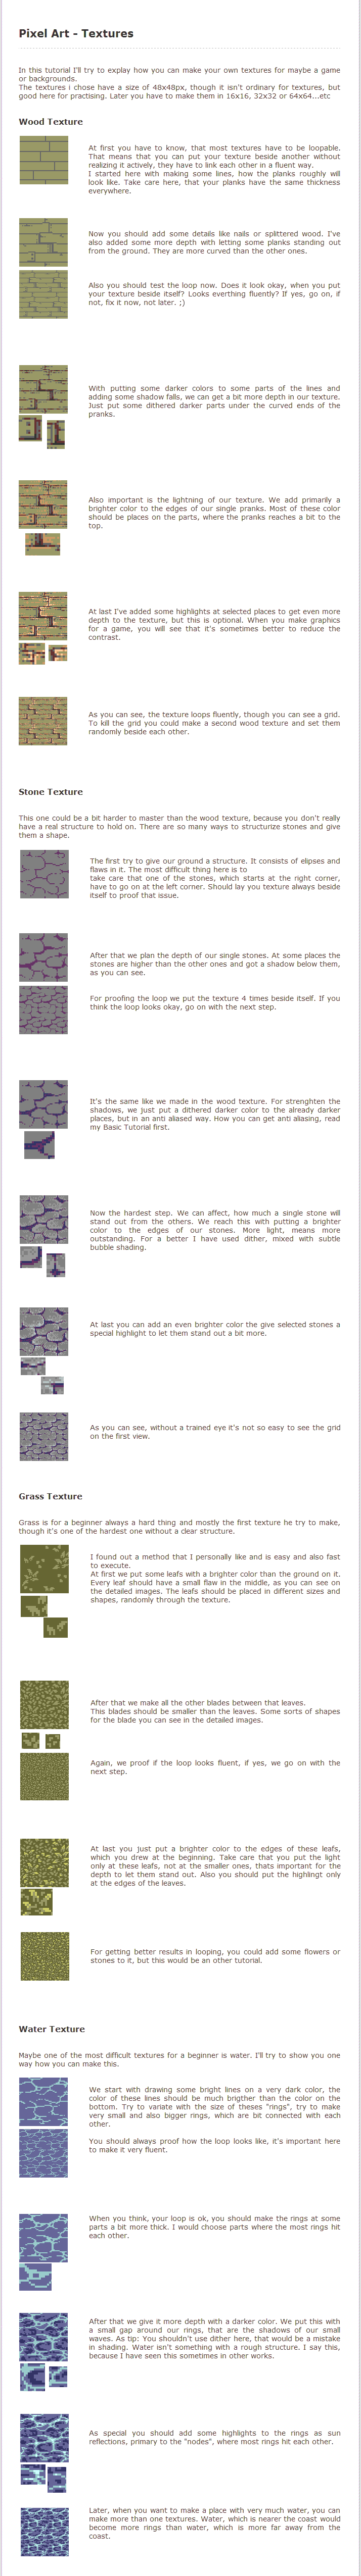 Pixel Art - Textures
In this tutorial I'll try to explay how you can make your own textures for maybe a game
or backgrounds.
The textures i chose have a size of 48x48px, though it isn't ordinary for textures, but
good here for practising. Later you have to make them in 16x16, 32x32 or 64x64...etc
Wood Texture
At first you have to know, that most textures have to be loopable.
That means that you can put your texture beside another without
realizing it actively, they have to link each other in a fluent way.
I started here with making some lines, how the planks roughly will
look like. Take care here, that your planks have the same thickness
everywhere.
Now you should add some details like nails or splittered wood. I've
also added some more depth with letting some planks standing out
from the ground. They are more curved than the other ones.
Also you should test the loop now. Does it look okay, when you put
your texture beside itself? Looks everthing fluently? If yes, go on, if
not, fix it now, not later. ;)
With putting some darker colors to some parts of the lines and
adding some shadow falls, we can get a bit more depth in our texture.
Just put some dithered darker parts under the curved ends of the
pranks.
Also important is the lightning of our texture. We add primarily a
brighter color to the edges of our single pranks. Most of these color
should be places on the parts, where the pranks reaches a bit to the
top.
At last I've added some highlights at selected places to get even more
depth to the texture, but this is optional. When you make graphics
for a game, you will see that it's sometimes better to reduce the
contrast.
As you can see, the texture loops fluently, though you can see a grid.
To kill the grid you could make a second wood texture and set them
randomly beside each other.
Stone Texture
This one could be a bit harder to master than the wood texture, because you don't really
have a real structure to hold on. There are so many ways to structurize stones and give
them a shape.
The first try to give our ground a structure. It consists of elipses and
flaws in it. The most difficult thing here is to
take care that one of the stones, which starts at the right corner,
have to go on at the left corner. Should lay you texture always beside
itself to proof that issue.
After that we plan the depth of our single stones. At some places the
stones are higher than the other ones and got a shadow below them,
as you can see.
For proofing the loop we put the texture 4 times beside itself. If you
think the loop looks okay, go on with the next step.
It's the same like we made in the wood texture. For strenghten the
shadows, we just put a dithered darker color to the already darker
places, but in an anti aliased way. How you can get anti aliasing, read
my Basic Tutorial first.
Now the hardest step. We can affect, how much a single stone will
stand out from the others. We reach this with putting a brighter
color to the edges of our stones. More light, means more
outstanding. For a better I have used dither, mixed with subtle
bubble shading.
At last you can add an even brighter color the give selected stones a
special highlight to let them stand out a bit more.
As you can see, without a trained eye it's not so easy to see the grid
on the first view.
Grass Texture
Grass is for a beginner always a hard thing and mostly the first texture he try to make,
though it's one of the hardest one without a clear structure.
I found out a method that I personally like and is easy and also fast
to execute.
At first we put some leafs with a brighter color than the ground on it.
Every leaf should have a small flaw in the middle, as you can see on
the detailed images. The leafs should be placed in different sizes and
shapes, randomly through the texture.
After that we make all the other blades between that leaves.
This blades should be smaller than the leaves. Some sorts of shapes
for the blade you can see in the detailed images.
Again, we proof if the loop looks fluent, if yes, we go on with the
next step.
At last you just put a brighter color to the edges of these leafs,
which you drew at the beginning. Take care that you put the light
only at these leafs, not at the smaller ones, thats important for the
depth to let them stand out. Also you should put the highlingt only
at the edges of the leaves.
For getting better results in looping, you could add some flowers or
stones to it, but this would be an other tutorial.
Water Texture
Maybe one of the most difficult textures for a beginner is water. I'll try to show you one
way how you can make this.
We start with drawing some bright lines on a very dark color, the
color of these lines should be much brigther than the color on the
bottom. Try to variate with the size of theses "rings", try to make
very small and also bigger rings, which are bit connected with each
other.
You should always proof how the loop looks like, it's important here
to make it very fluent.
When you think, your loop is ok, you should make the rings at some
parts a bit more thick. I would choose parts where the most rings hit
each other.
After that we give it more depth with a darker color. We put this with
a small gap around our rings, that are the shadows of our small
waves. As tip: You shouldn't use dither here, that would be a mistake
in shading. Water isn't something with a rough structure. I say this,
because I have seen this sometimes in other works.
As special you should add some highlights to the rings as sun
reflections, primary to the "nodes", where most rings hit each other.
Later, when you want to make a place with very much water, you can
make more than one textures. Water, which is nearer the coast would
become more rings than water, which is more far away from the
coast.